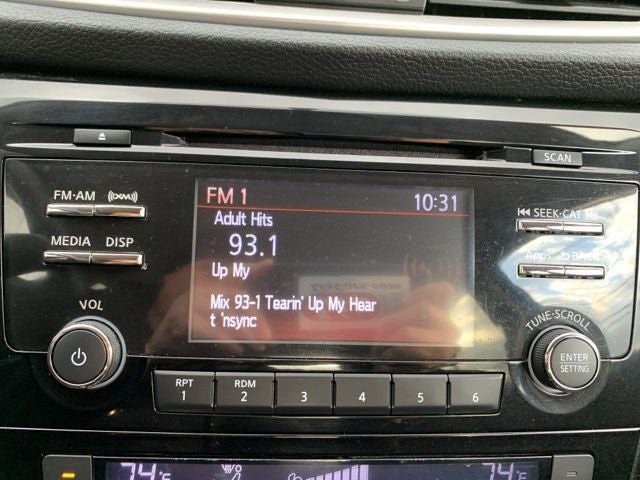 SCAN
FM·AM ((XM))
FM 1 10:31
Adult Hits
SEEK·CAT
93.1
MEDIA DISP
Apps BACK
Up My
VOL
Mix 93-1 Tearin' Up My Hear
t 'nsync
TUNE·SCROLL
ENTER
SETTING
RPT
1
RDM
2
3
4
5
6
74°F 74°F